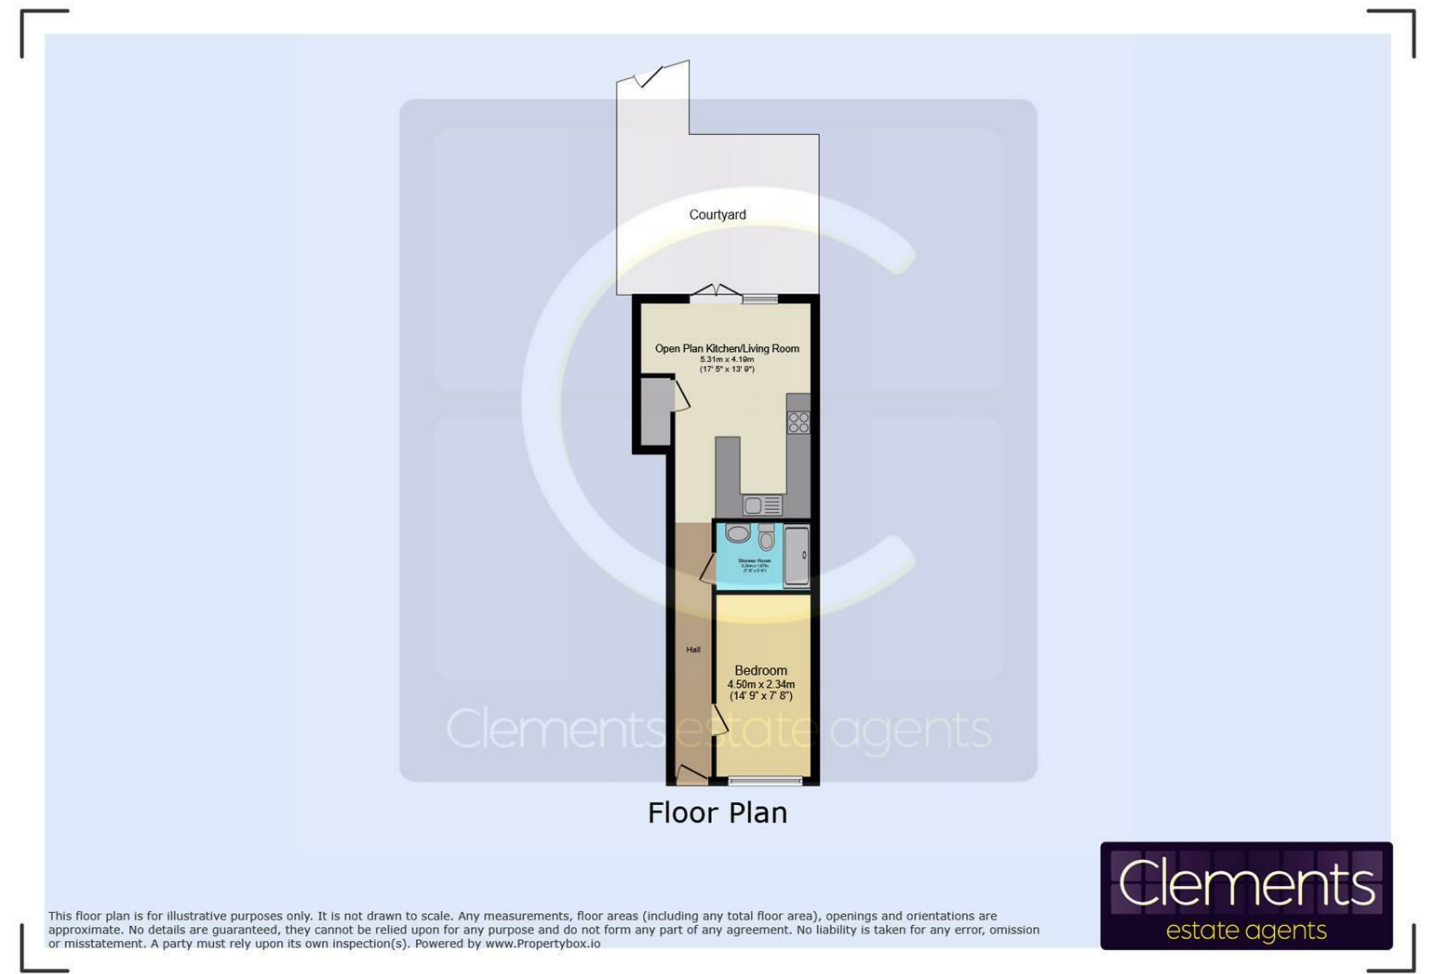 Courtyard
Open Plan Kitchen/Living Room
5.31m x 4.19m
(17' 5" x 13' 9")
Shower Room
Hall
Bedroom
4.50m x 2.34m
(14' 9" x 7' 8")
Clements estate agents
Floor Plan
Clements
estate agents
This floor plan is for illustrative purposes only. It is not drawn to scale. Any measurements, floor areas (including any total floor area), openings and orientations are
approximate. No details are guaranteed, they cannot be relied upon for any purpose and do not form any part of any agreement. No liability is taken for any error, omission
or misstatement. A party must rely upon its own inspection(s). Powered by www.Propertybox.io